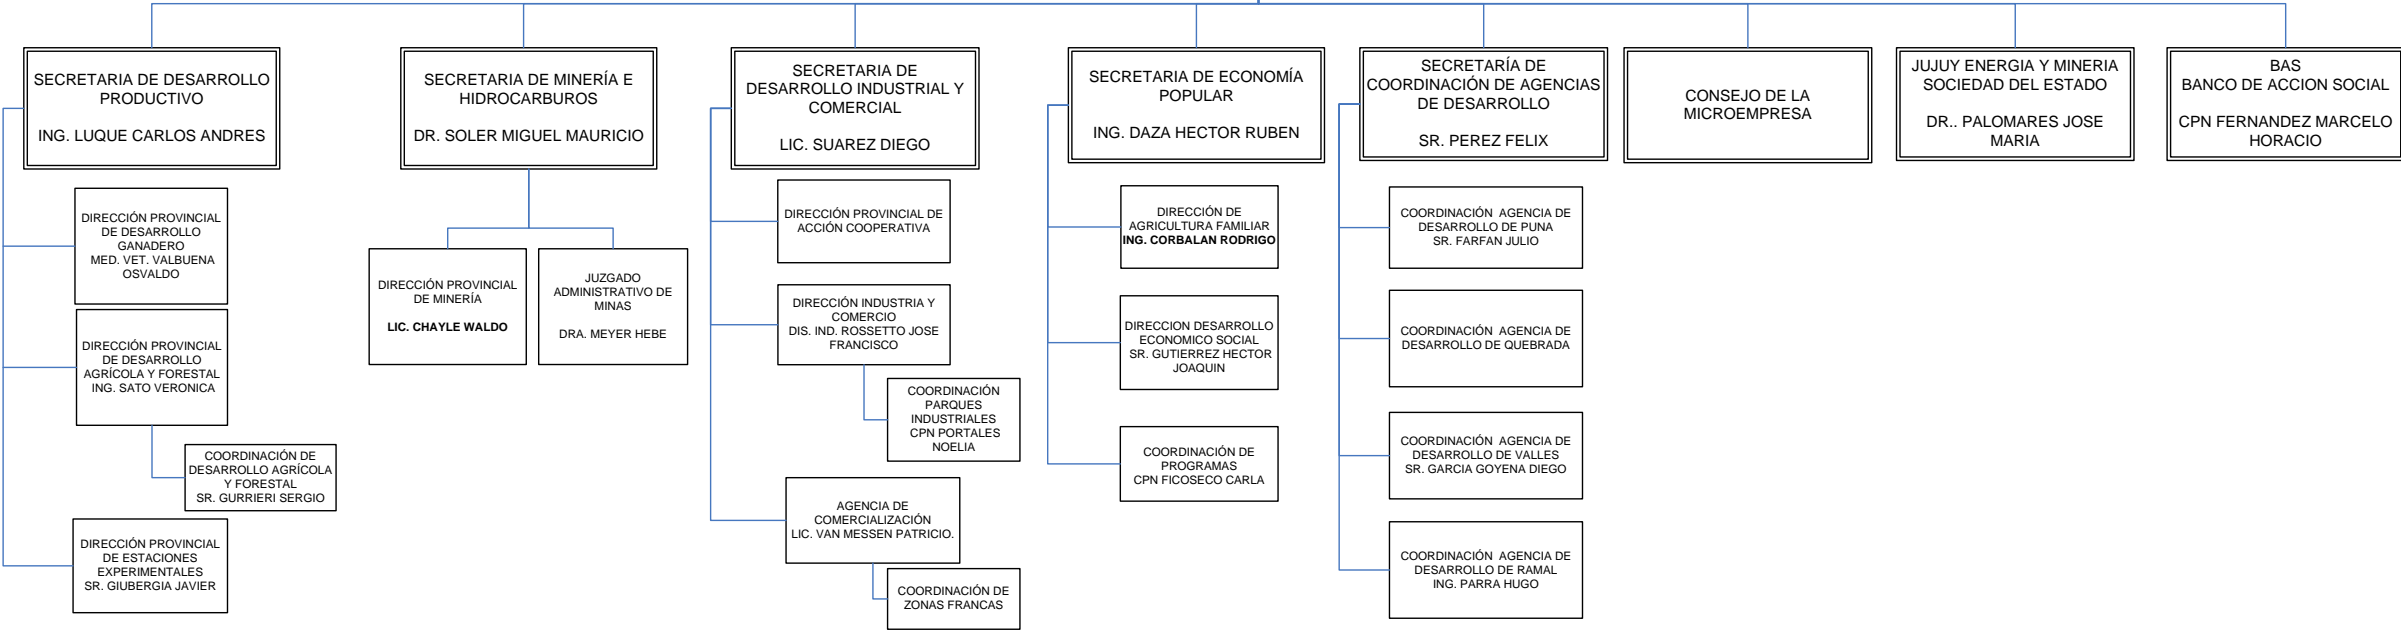 SECRETARIA DE DESARROLLO
PRODUCTIVO
ING. LUQUE CARLOS ANDRES
DIRECCIÓN PROVINCIAL
DE DESARROLLO
GANADERO
MED. VET. VALBUENA
OSVALDO
DIRECCIÓN PROVINCIAL
DE DESARROLLO
AGRÍCOLA Y FORESTAL
ING. SATO VERONICA
COORDINACIÓN DE
DESARROLLO AGRÍCOLA
Y FORESTAL
SR. GURRIERI SERGIO
DIRECCIÓN PROVINCIAL
DE ESTACIONES
EXPERIMENTALES
SR. GIUBERGIA JAVIER
SECRETARIA DE MINERÍA E
HIDROCARBUROS
DR. SOLER MIGUEL MAURICIO
DIRECCIÓN PROVINCIAL
DE MINERÍA
LIC. CHAYLE WALDO
JUZGADO
ADMINISTRATIVO DE
MINAS
DRA. MEYER HEBE
SECRETARIA DE
DESARROLLO INDUSTRIAL Y
COMERCIAL
LIC. SUAREZ DIEGO
DIRECCIÓN PROVINCIAL DE
ACCIÓN COOPERATIVA
DIRECCIÓN INDUSTRIA Y
COMERCIO
DIS. IND. ROSSETTO JOSE
FRANCISCO
COORDINACIÓN
PARQUES
INDUSTRIALES
CPN PORTALES
NOELIA
AGENCIA DE
COMERCIALIZACIÓN
LIC. VAN MESSEN PATRICIO.
COORDINACIÓN DE
ZONAS FRANCAS
SECRETARIA DE ECONOMÍA
POPULAR
ING. DAZA HECTOR RUBEN
DIRECCIÓN DE
AGRICULTURA FAMILIAR
ING. CORBALAN RODRIGO
DIRECCION DESARROLLO
ECONOMICO SOCIAL
SR. GUTIERREZ HECTOR
JOAQUIN
COORDINACIÓN DE
PROGRAMAS
CPN FICOSECO CARLA
SECRETARÍA DE
COORDINACIÓN DE AGENCIAS
DE DESARROLLO
SR. PEREZ FELIX
COORDINACIÓN AGENCIA DE
DESARROLLO DE PUNA
SR. FARFAN JULIO
COORDINACIÓN AGENCIA DE
DESARROLLO DE QUEBRADA
COORDINACIÓN AGENCIA DE
DESARROLLO DE VALLES
SR. GARCIA GOYENA DIEGO
COORDINACIÓN AGENCIA DE
DESARROLLO DE RAMAL
ING. PARRA HUGO
CONSEJO DE LA
MICROEMPRESA
JUJUY ENERGIA Y MINERIA
SOCIEDAD DEL ESTADO
DR.. PALOMARES JOSE
MARIA
BAS
BANCO DE ACCION SOCIAL
CPN FERNANDEZ MARCELO
HORACIO